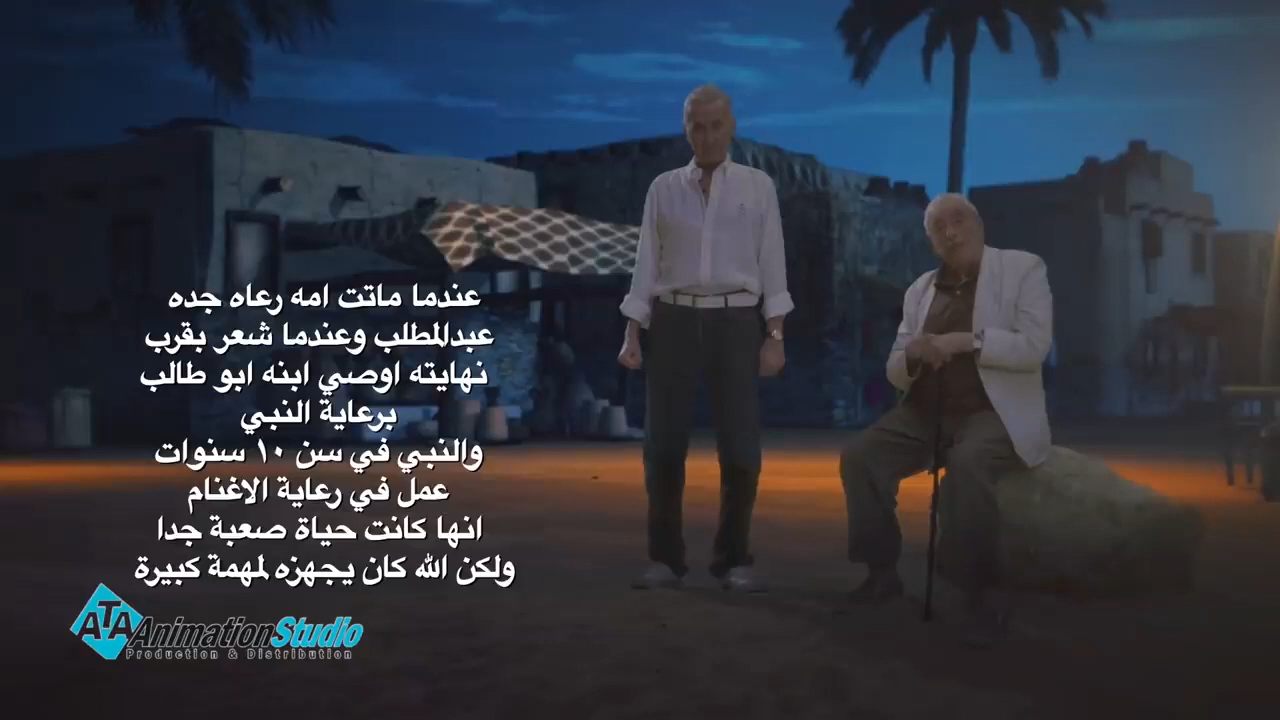 عندما ماتت امه رعاه جده
عبدالمطلب وعندما شعر بقرب
نهايته اوصي ابنه ابو طالب
برعاية النبي
والنبي في سن ١٠ سنوات
عمل في رعاية الاغنام
انها كانت حياة صعبة جدا
ولكن الله كان يجهزه لمهمة كبيرة
ATA AnimationStudio
Production & Distribution